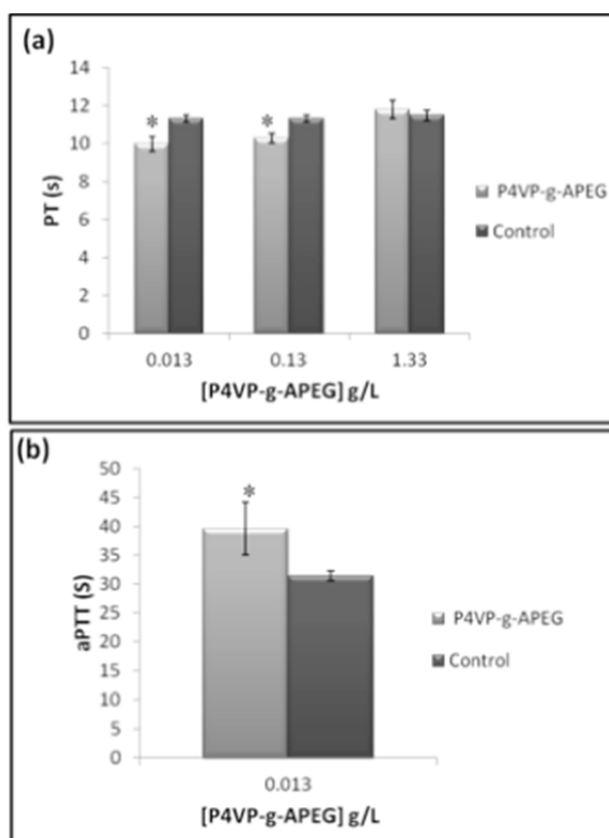 (a)
14
12
10
8
6
4
2
0
PT (s)
*
*
0.013 0.13 1.33
[P4VP-g-APEG] g/L
P4VP-g-APEG
Control
(b)
50
45
40
35
30
25
20
15
10
5
0
aPTT (S)
*
0.013
[P4VP-g-APEG] g/L
P4VP-g-APEG
Control